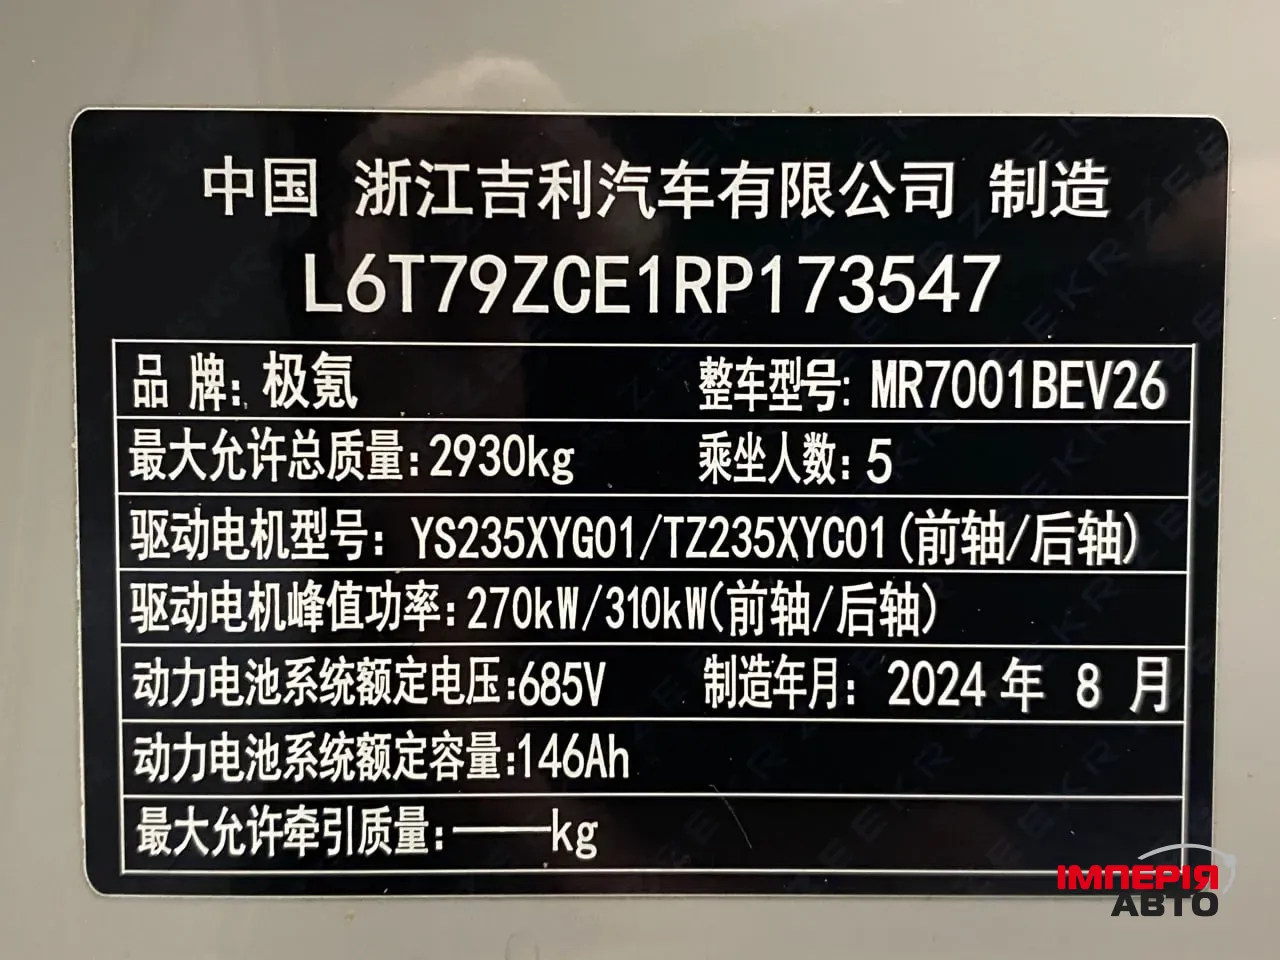 中国 浙江吉利汽车有限公司 制造
L6T79ZCE1RP173547
品 牌: 极氪 整车型号: MR7001BEV26
最大允许总质量: 2930kg 乘坐人数: 5
驱动电机型号: YS235XYG01/TZ235XYC01 (前轴/后轴)
驱动电机峰值功率: 270kW/310kW(前轴/后轴)
动力电池系统额定电压: 685V 制造年月: 2024 年 8 月
动力电池系统额定容量: 146Ah
最大允许牵引质量: ——kg
ІМПЕРІЯ
АВТО